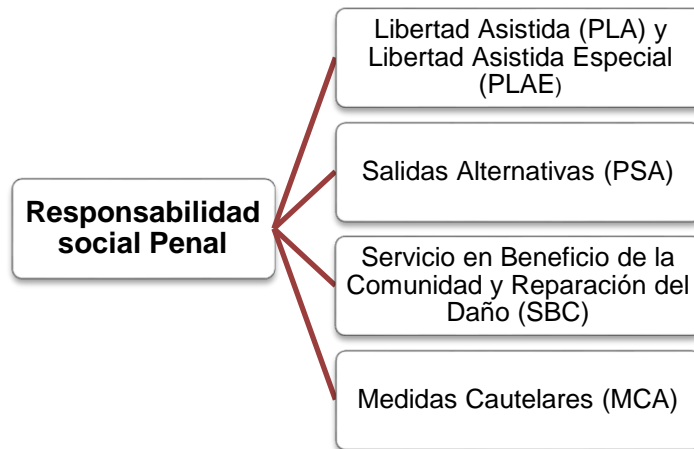 Libertad Asistida (PLA) y
Libertad Asistida Especial
(PLAE)
Salidas Alternativas (PSA)
Responsabilidad
social Penal
Servicio en Beneficio de la
Comunidad y Reparación del
Daño (SBC)
Medidas Cautelares (MCA)